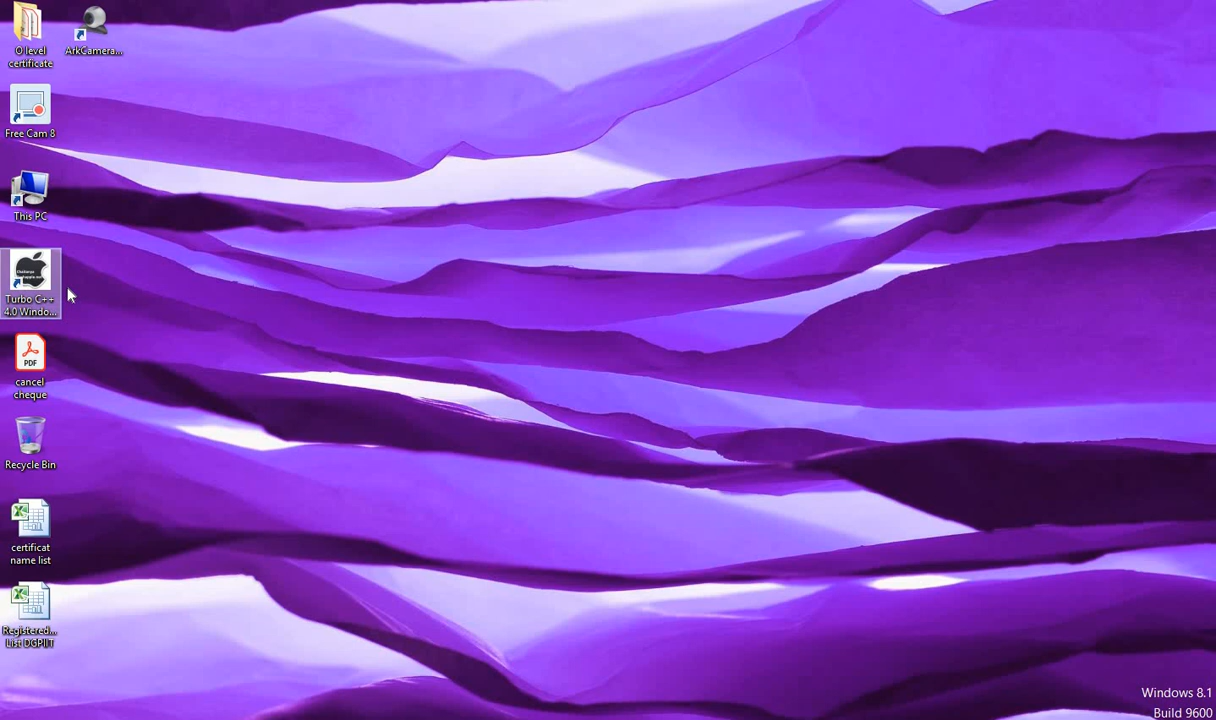 O level
certificate
ArkCamera...
Free Cam 8
This PC
Turbo C++
4.0 Windo...
PDF
cancel
cheque
Recycle Bin
certificat
name list
Registered...
List DGPIIT
Windows 8.1
Build 9600